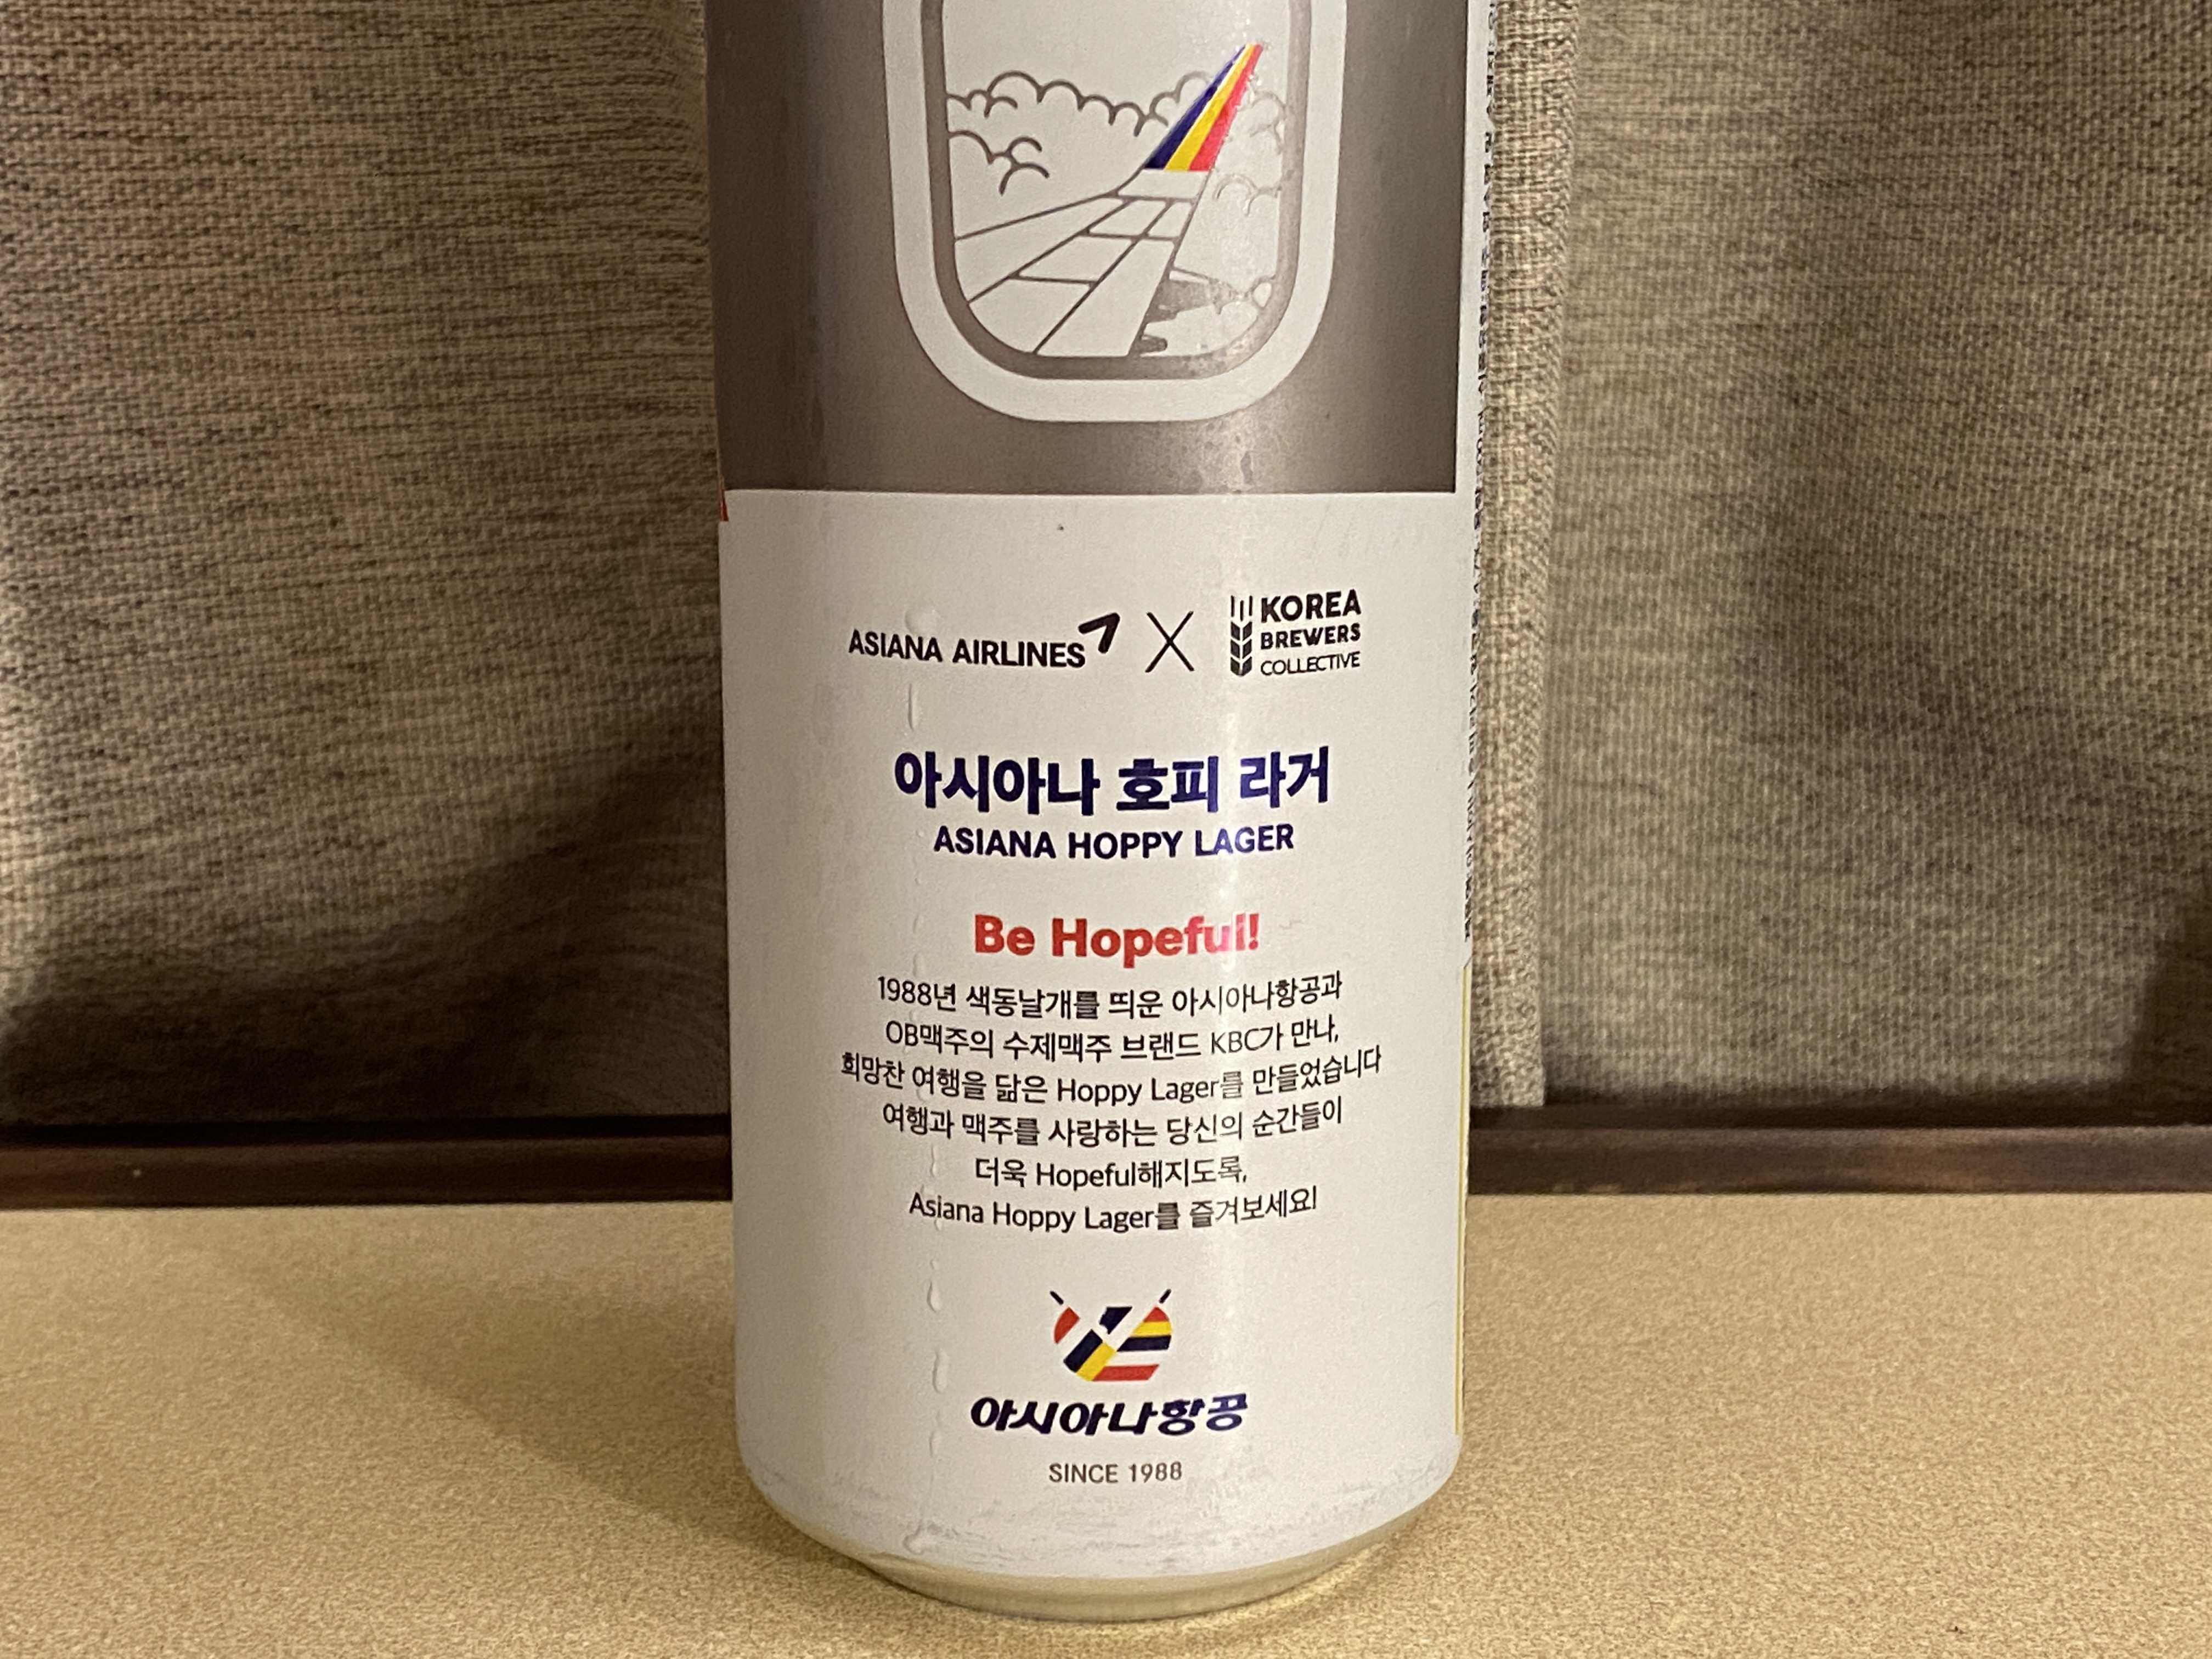 ASIANA AIRLINES X KOREA BREWERS COLLECTIVE
아시아나 호피 라거
ASIANA HOPPY LAGER
Be Hopeful!
1988년 색동날개를 띄운 아시아나항공과
OB맥주의 수제맥주 브랜드 KBC가 만나,
희망찬 여행을 닮은 Hoppy Lager를 만들었습니다
여행과 맥주를 사랑하는 당신의 순간들이
더욱 Hopeful해지도록,
Asiana Hoppy Lager를 즐겨보세요!
아시아나항공
SINCE 1988